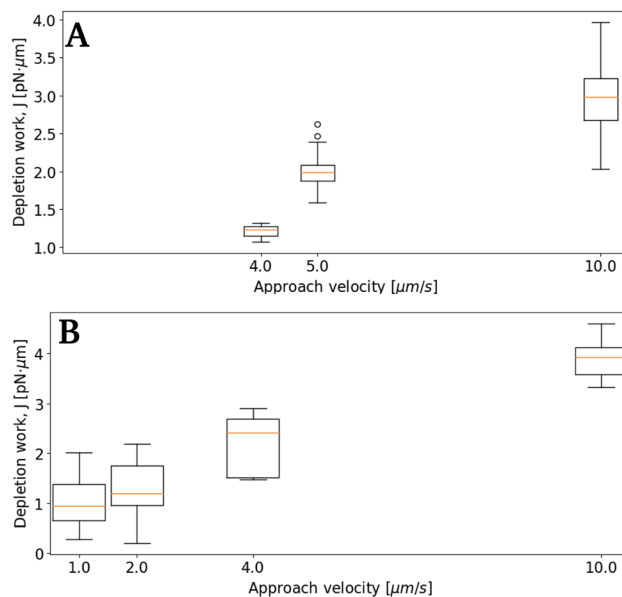 A
Depletion work, J [pN·μm]
4.0
3.5
3.0
2.5
2.0
1.5
1.0
4.0 5.0 10.0
Approach velocity [μm/s]
B
Depletion work, J [pN·μm]
4
3
2
1
0
1.0 2.0 4.0 10.0
Approach velocity [μm/s]